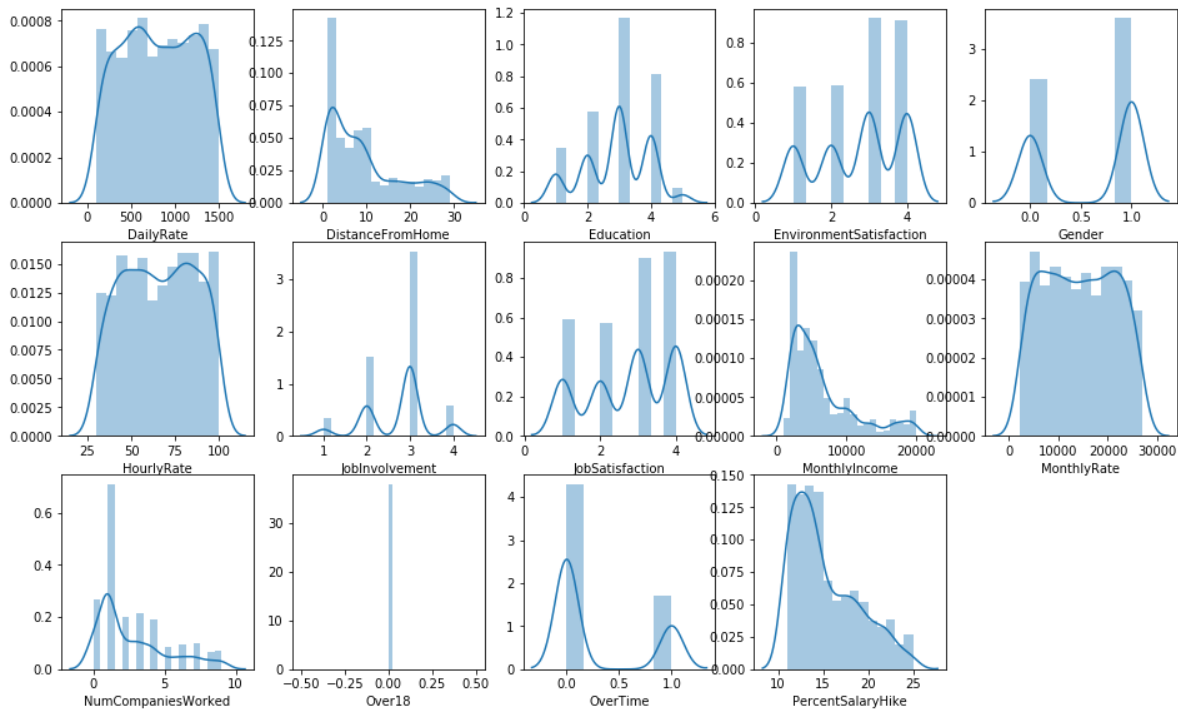 0.0008
0.0006
0.0004
0.0002
0.0000
0 500 1000 1500
DailyRate
0.125
0.100
0.075
0.050
0.025
0.000
0 10 20 30
DistanceFromHome
1.2
1.0
0.8
0.6
0.4
0.2
0.0
0 2 4 6
Education
0.8
0.6
0.4
0.2
0.0
0 2 4
EnvironmentSatisfaction
3
2
1
0
0.0 0.5 1.0
Gender
0.0150
0.0125
0.0100
0.0075
0.0050
0.0025
0.0000
25 50 75 100
HourlyRate
3
2
1
0
1 2 3 4
JobInvolvement
0.8
0.6
0.4
0.2
0.0
0 2 4
JobSatisfaction
0.00020
0.00015
0.00010
0.00005
0.00000
0 10000 20000
MonthlyIncome
0.00004
0.00003
0.00002
0.00001
0.00000
0 10000 20000 30000
MonthlyRate
0.6
0.4
0.2
0.0
0 5 10
NumCompaniesWorked
30
20
10
0
−0.50 −0.25 0.00 0.25 0.50
Over18
4
3
2
1
0
0.0 0.5 1.0
OverTime
0.150
0.125
0.100
0.075
0.050
0.025
0.000
10 15 20 25
PercentSalaryHike